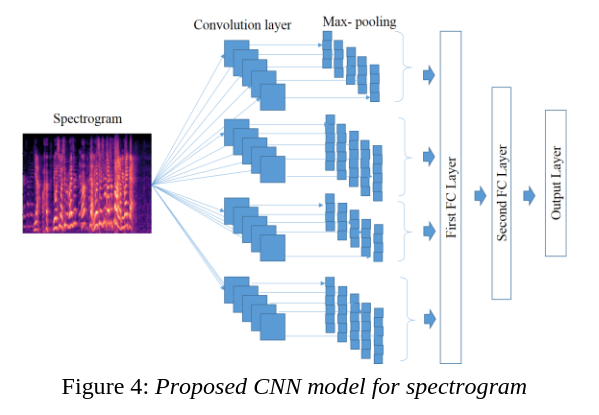 Convolution layer
Max- pooling
Spectrogram
First FC Layer
Second FC Layer
Output Layer
Figure 4: Proposed CNN model for spectrogram